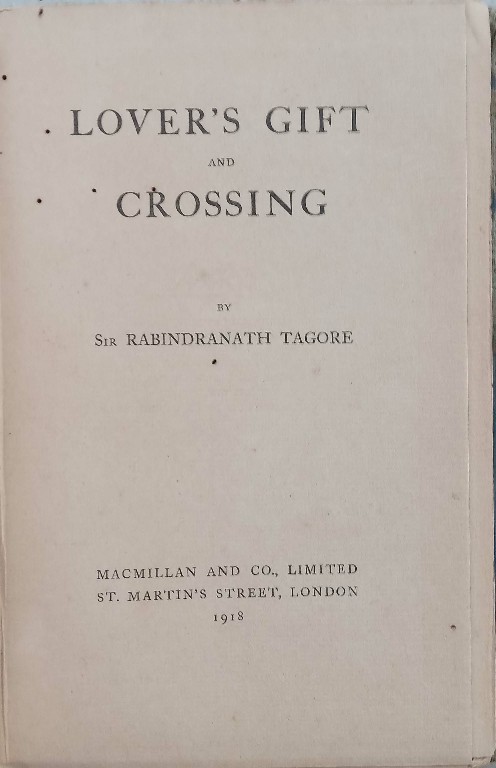 LOVER'S GIFT
AND
CROSSING
BY
SIR RABINDRANATH TAGORE
MACMILLAN AND CO., LIMITED
ST. MARTIN'S STREET, LONDON
1918